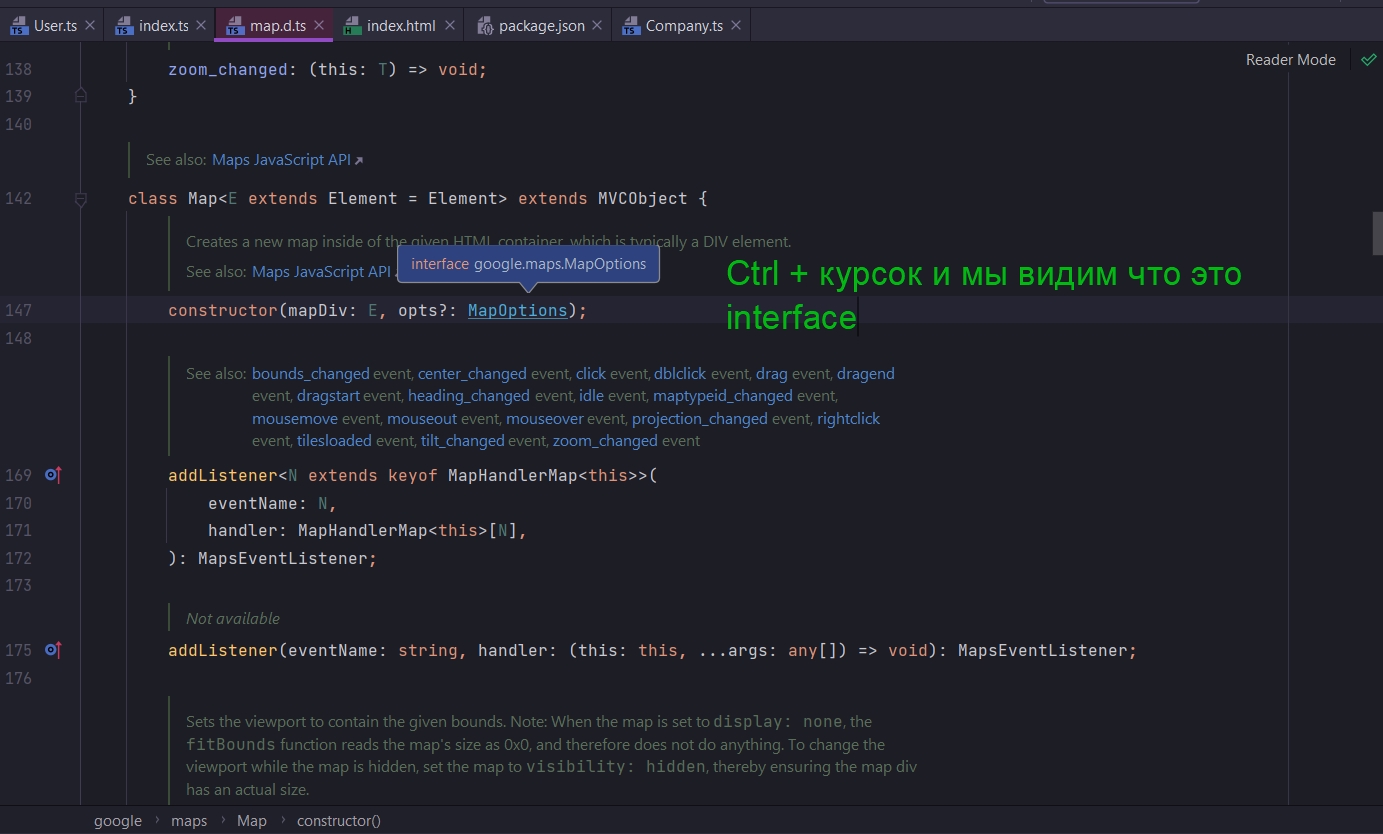 User.ts index.ts map.d.ts index.html package.json Company.ts
Reader Mode
138 zoom_changed: (this: T) => void;
139 }
140
See also: Maps JavaScript API
142 class Map<E extends Element = Element> extends MVCObject {
Creates a new map inside of the given HTML container, which is typically a DIV element.
See also: Maps JavaScript API
interface google.maps.MapOptions
Ctrl + курсок и мы видим что это
interface
147 constructor(mapDiv: E, opts?: MapOptions);
148
See also: bounds_changed event, center_changed event, click event, dblclick event, drag event, dragend
event, dragstart event, heading_changed event, idle event, maptypeid_changed event,
mousemove event, mouseout event, mouseover event, projection_changed event, rightclick
event, tilesloaded event, tilt_changed event, zoom_changed event
169 addListener<N extends keyof MapHandlerMap<this>>(
170 eventName: N,
171 handler: MapHandlerMap<this>[N],
172 ): MapsEventListener;
173
Not available
175 addListener(eventName: string, handler: (this: this, ...args: any[]) => void): MapsEventListener;
176
Sets the viewport to contain the given bounds. Note: When the map is set to display: none, the
fitBounds function reads the map's size as 0x0, and therefore does not do anything. To change the
viewport while the map is hidden, set the map to visibility: hidden, thereby ensuring the map div
has an actual size.
google › maps › Map › constructor()